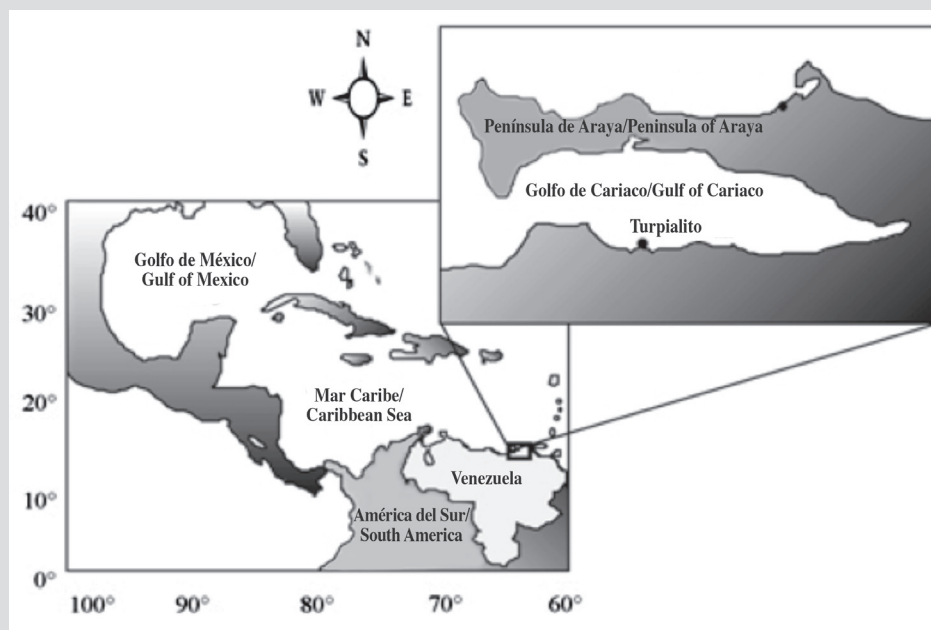 N
W E
S
Península de Araya/Peninsula of Araya
Golfo de Cariaco/Gulf of Cariaco
Turpialito
40°
Golfo de México/
Gulf of Mexico
30°
20°
Mar Caribe/
Caribbean Sea
Venezuela
10°
América del Sur/
South America
0°
100° 90° 80° 70° 60°